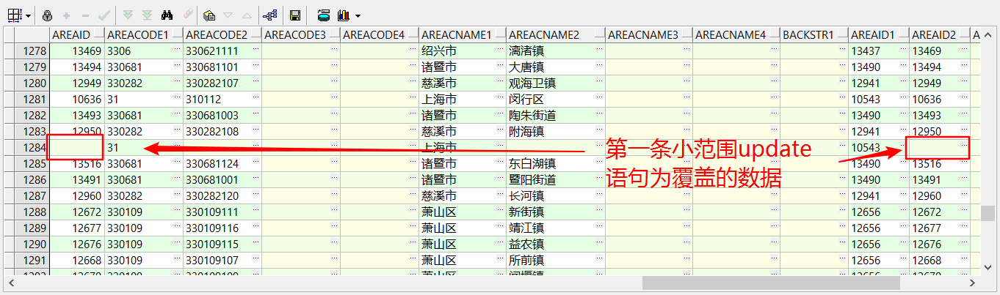 AREAID AREACODE1 AREACODE2 AREACODE3 AREACODE4 AREACNAME1 AREACNAME2 AREACNAME3 AREACNAME4 BACKSTR1 AREAID1 AREAID2 A
1278 13469 3306 330621111 绍兴市 漓渚镇 13437 13469
1279 13494 330681 330681101 诸暨市 大唐镇 13490 13494
1280 12949 330282 330282107 慈溪市 观海卫镇 12941 12949
1281 10636 31 310112 上海市 闵行区 10543 10636
1282 13493 330681 330681003 诸暨市 陶朱街道 13490 13493
1283 12950 330282 330282108 慈溪市 附海镇 12941 12950
1284 31 上海市 10543
1285 13516 330681 330681124 诸暨市 东白湖镇 13490 13516
1286 13491 330681 330681001 诸暨市 暨阳街道 13490 13491
1287 12960 330282 330282120 慈溪市 长河镇 12941 12960
1288 12672 330109 330109111 萧山区 新街镇 12656 12672
1289 12677 330109 330109116 萧山区 靖江镇 12656 12677
1290 12676 330109 330109115 萧山区 益农镇 12656 12676
1291 12668 330109 330109107 萧山区 所前镇 12656 12668
第一条小范围update
语句为覆盖的数据